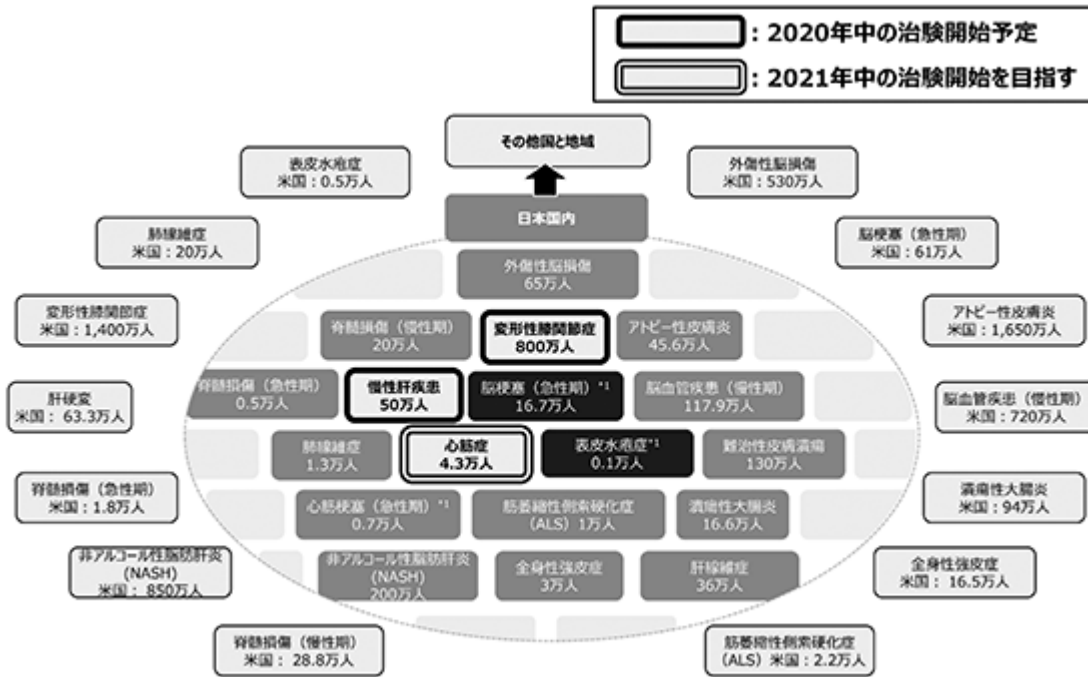 : 2020年中の治験開始予定
: 2021年中の治験開始を目指す
その他国と地域
表皮水疱症
米国：0.5万人
外傷性脳損傷
米国：530万人
日本国内
肺線維症
米国：20万人
脳梗塞（急性期）
米国：61万人
外傷性脳損傷
65万人
変形性膝関節症
米国：1,400万人
脊髄損傷（慢性期）
20万人
変形性膝関節症
800万人
アトピー性皮膚炎
45.6万人
アトピー性皮膚炎
米国：1,650万人
肝硬変
米国：63.3万人
脊髄損傷（急性期）
0.5万人
慢性肝疾患
50万人
脳梗塞（急性期）*1
16.7万人
脳血管疾患（慢性期）
117.9万人
脳血管疾患（慢性期）
米国：720万人
肺線維症
1.3万人
心筋症
4.3万人
表皮水疱症*1
0.1万人
難治性皮膚潰瘍
130万人
脊髄損傷（急性期）
米国：1.8万人
心筋梗塞（急性期）*1
0.7万人
筋萎縮性側索硬化症
(ALS) 1万人
潰瘍性大腸炎
16.6万人
潰瘍性大腸炎
米国：94万人
非アルコール性脂肪肝炎
(NASH)
米国： 850万人
非アルコール性脂肪肝炎
(NASH)
200万人
全身性強皮症
3万人
肝線維症
36万人
全身性強皮症
米国： 16.5万人
脊髄損傷（慢性期）
米国： 28.8万人
筋萎縮性側索硬化症
(ALS) 米国：2.2万人